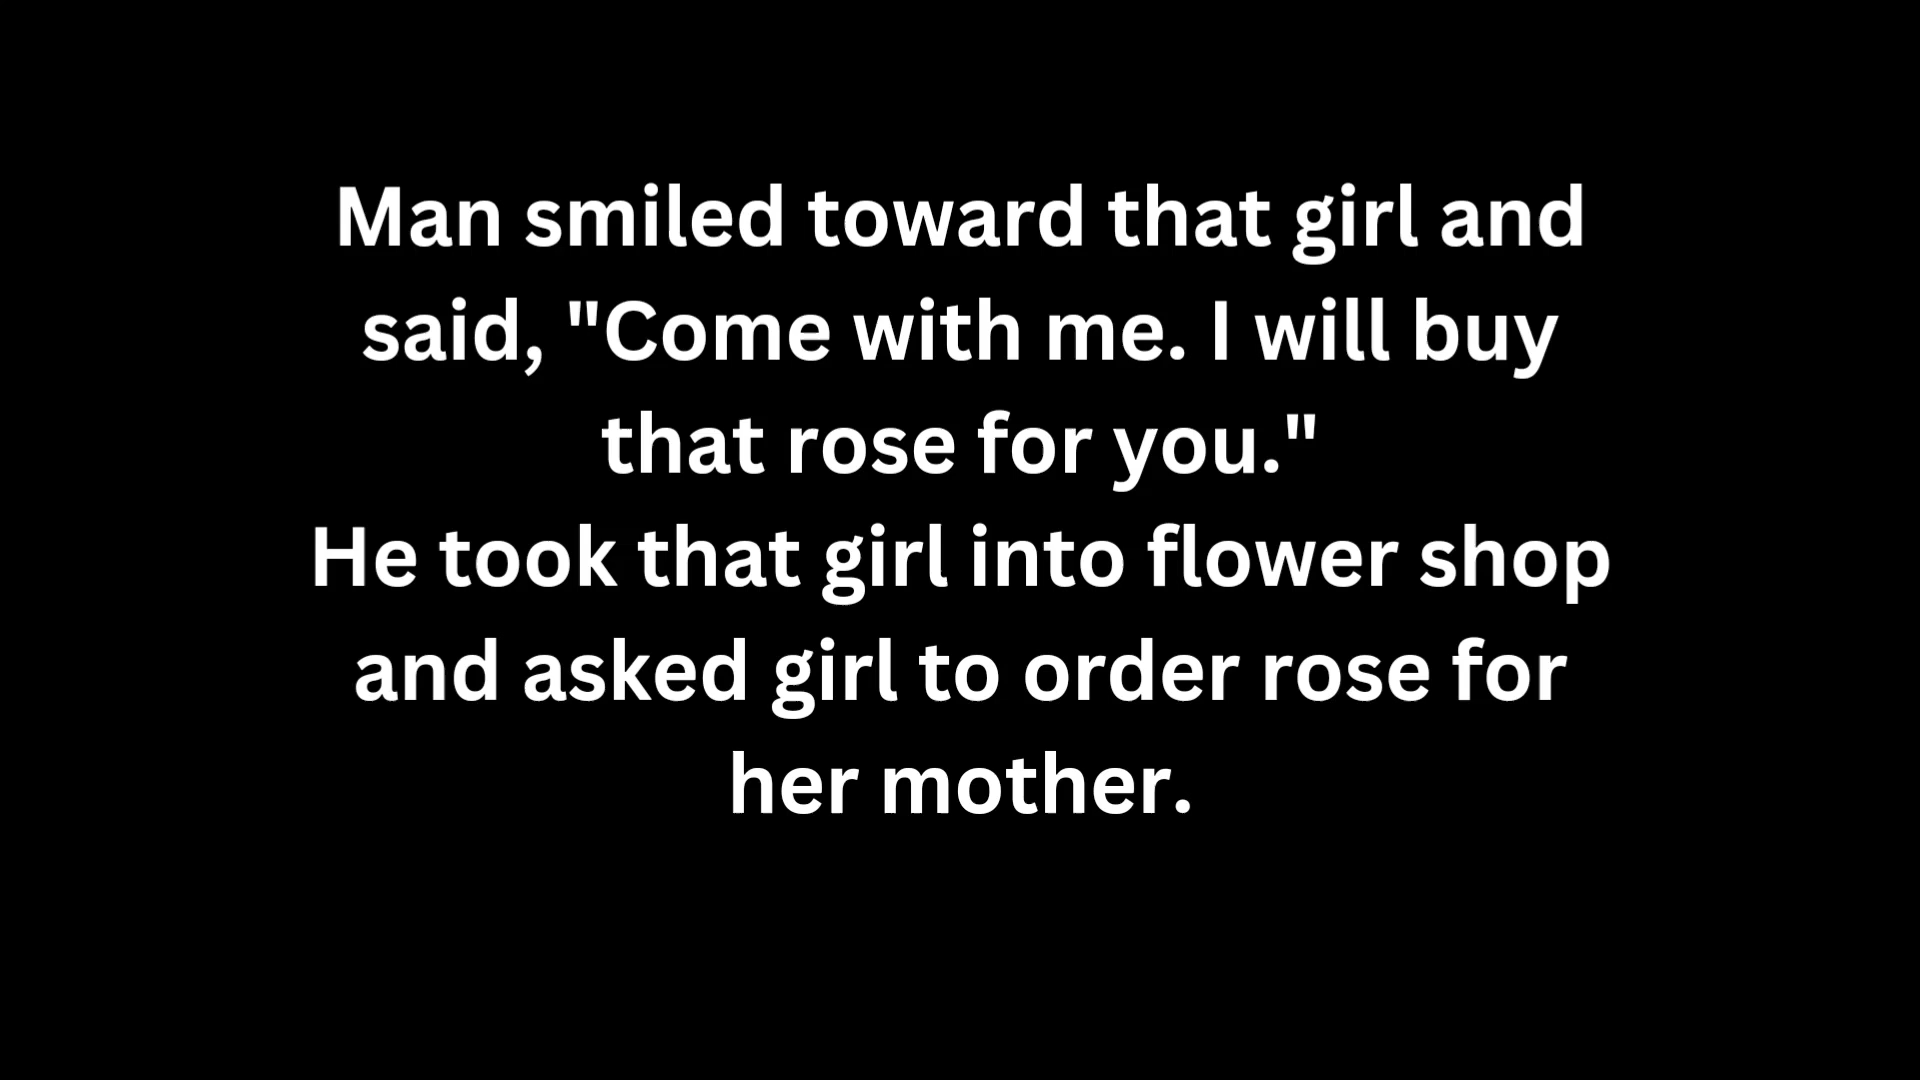 Man smiled toward that girl and
said, "Come with me. I will buy
that rose for you."
He took that girl into flower shop
and asked girl to order rose for
her mother.